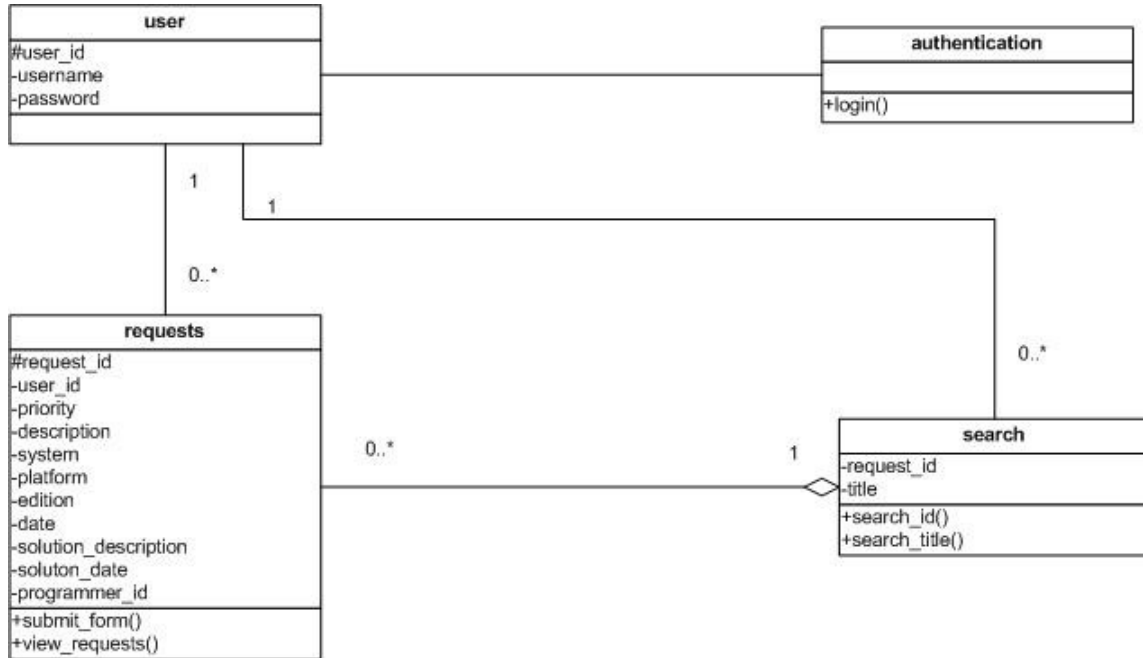 user
#user_id
-username
-password
authentication
+login()
1
1
0..*
requests
#request_id
-user_id
-priority
-description
-system
-platform
-edition
-date
-solution_description
-soluton_date
-programmer_id
+submit_form()
+view_requests()
0..*
1
0..*
search
-request_id
-title
+search_id()
+search_title()